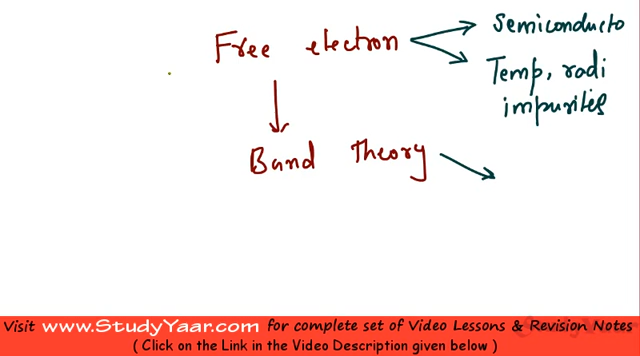 Free electron
Semiconducto
Temp, radi
impurites
Band Theory
Visit www.StudyYaar.com for complete set of Video Lessons & Revision Notes
( Click on the Link in the Video Description given below )